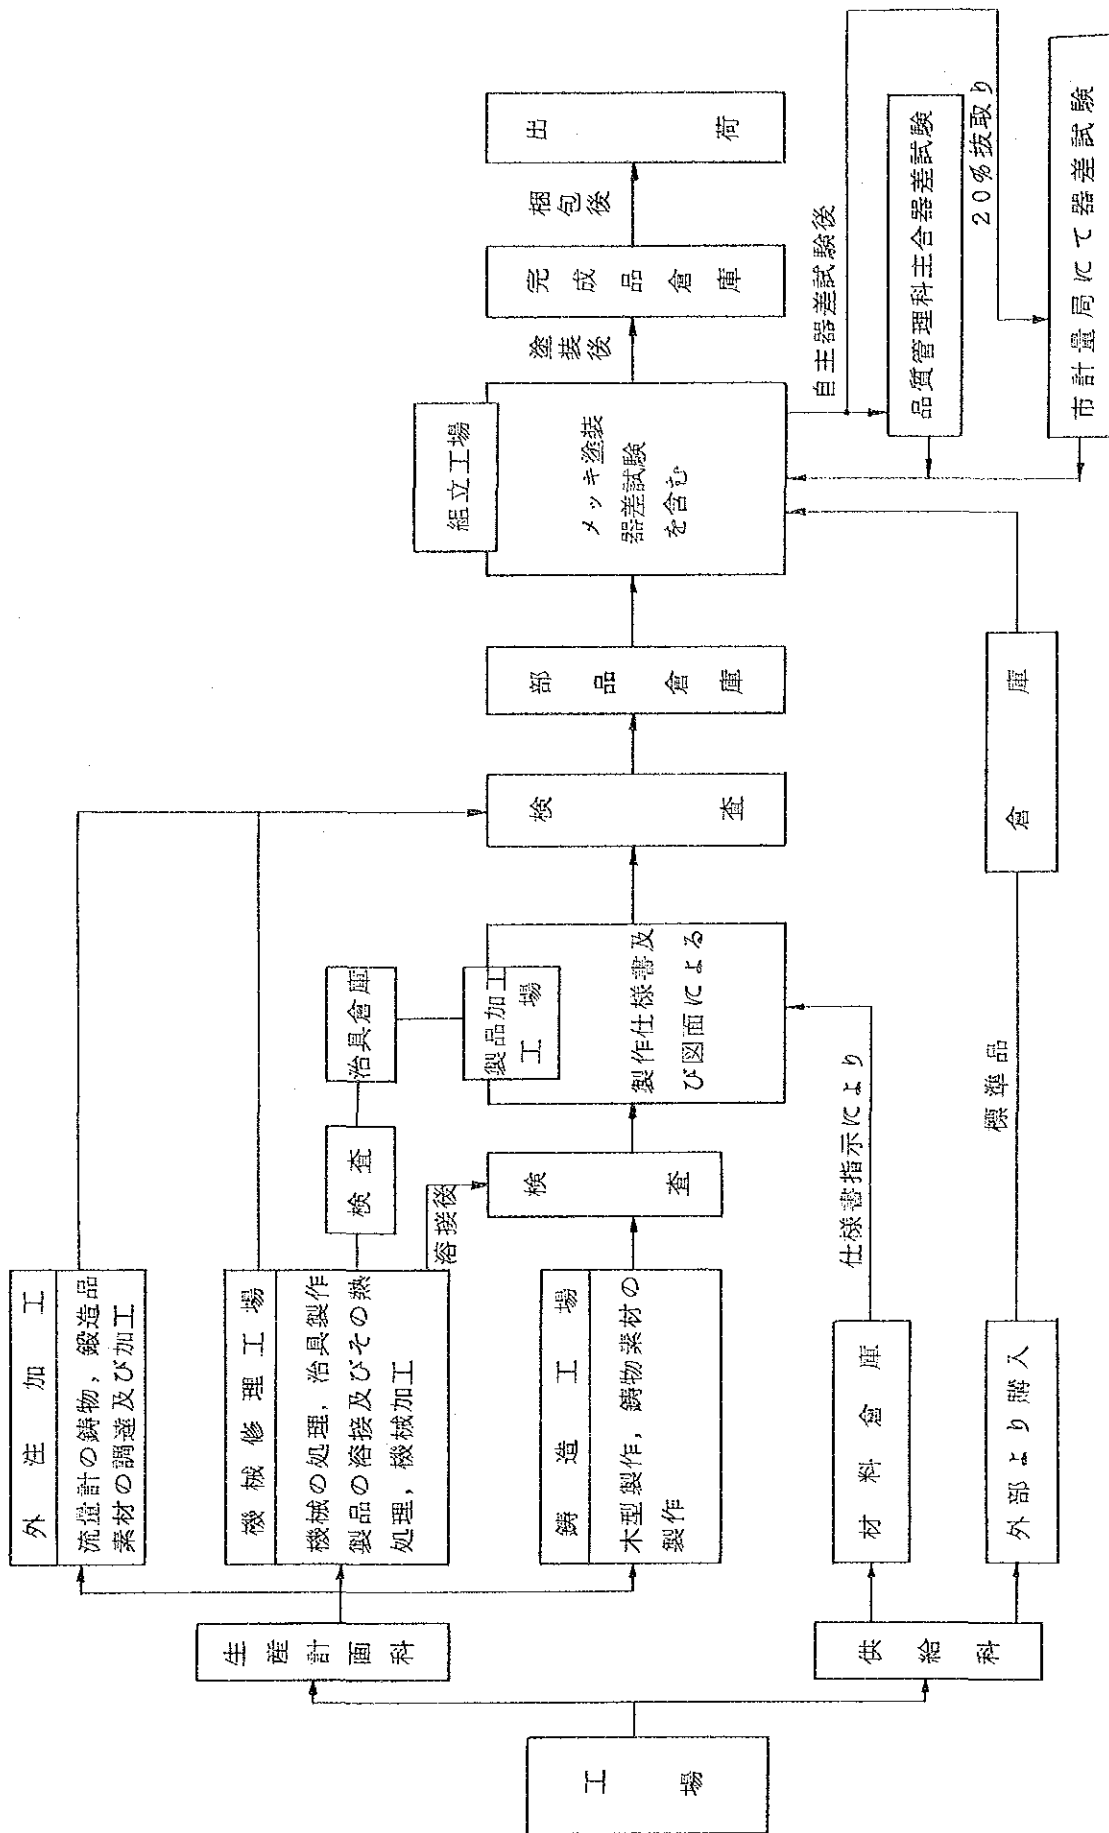 工場
生産計画科
供給科
外注加工
流量計の鋳物，鍛造品
素材の調達及び加工
機械修理工場
機械の処理，治具製作
製品の溶接及びその熱
処理，機械加工
鋳造工場
木型製作，鋳物素材の
製作
材料倉庫
外部より購入
検査
溶接後
検査
治具倉庫
製品加工
工場
製作仕様書及
び図面による
仕様書指示により
標準品
倉庫
検査
部品倉庫
組立工場
メッキ塗装
器差試験
を含む
塗装後
完成品倉庫
梱包後
出荷
自主器差試験後
品質管理科主合器差試験
20%抜取り
市計量局にて器差試験